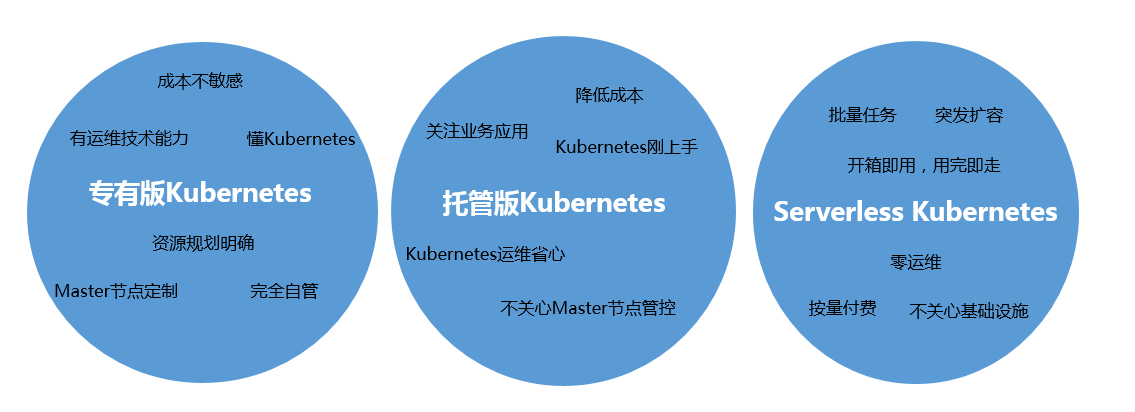 成本不敏感
有运维技术能力
懂Kubernetes
专有版Kubernetes
资源规划明确
Master节点定制
完全自管
降低成本
关注业务应用
Kubernetes刚上手
托管版Kubernetes
Kubernetes运维省心
不关心Master节点管控
批量任务
突发扩容
开箱即用，用完即走
Serverless Kubernetes
零运维
按量付费
不关心基础设施